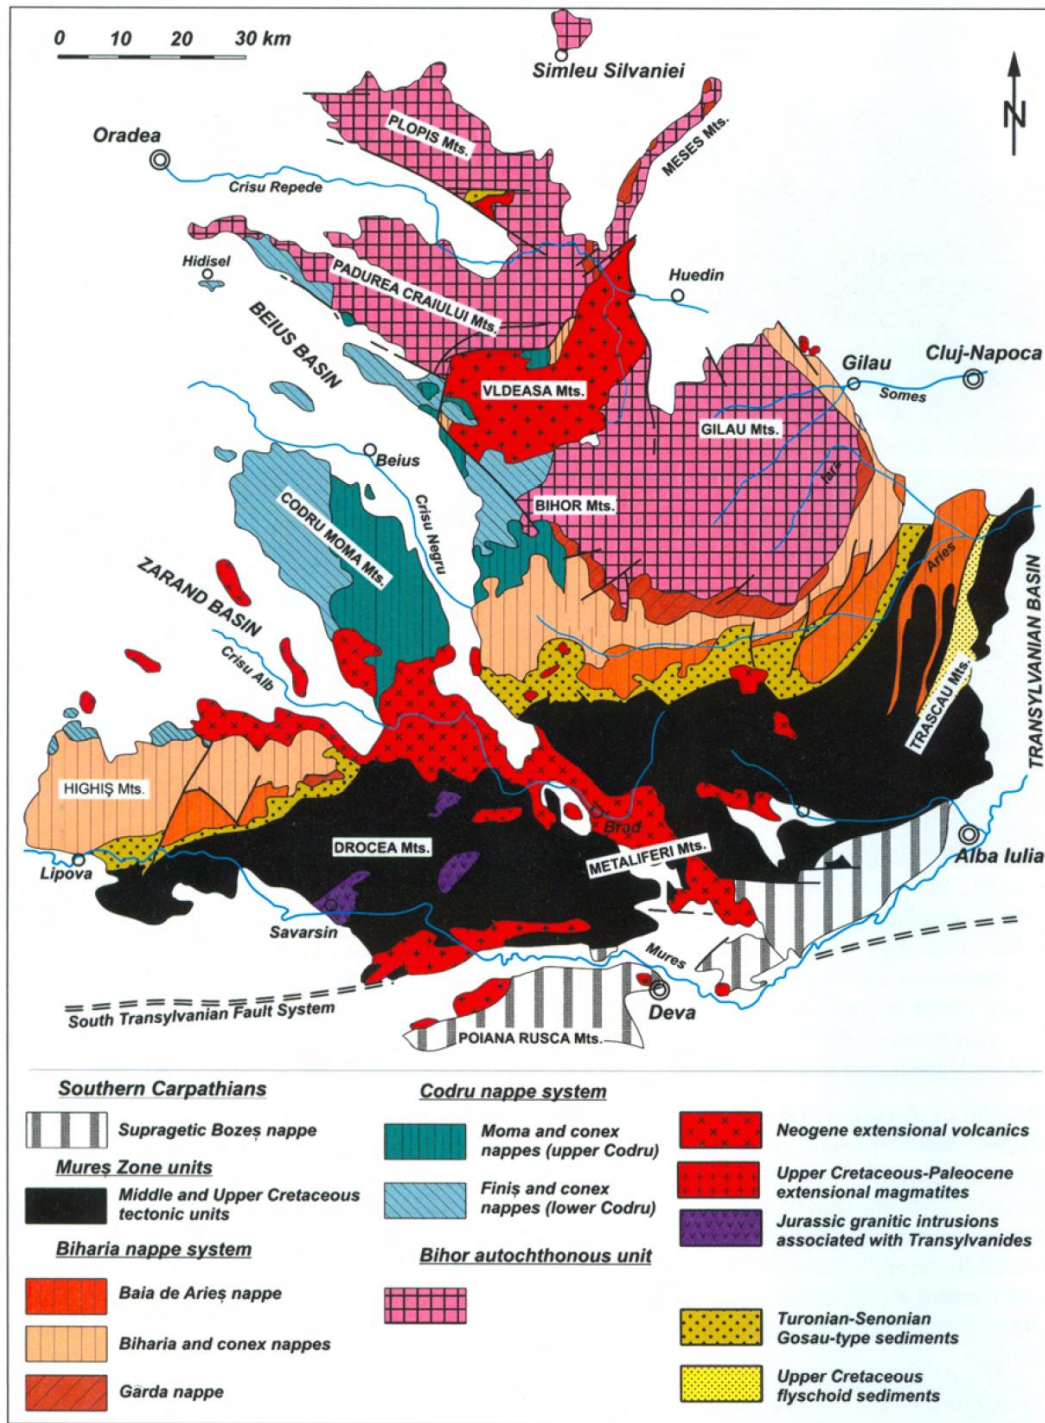 0 10 20 30 km
N
Simleu Silvaniei
PLOPIS Mts.
MESES Mts.
Oradea
Crisu Repede
Hidisel
PADUREA CRAIULUI Mts.
Huedin
BEIUS BASIN
Gilau
Cluj-Napoca
Somes
VLDEASA Mts.
GILAU Mts.
Iara
Beius
BIHOR Mts.
CODRU MOMA Mts.
Crisu Negru
Aries
ZARAND BASIN
Crisu Alb
TRASCAU Mts.
TRANSYLVANIAN BASIN
HIGHIŞ Mts.
Brad
DROCEA Mts.
METALIFERI Mts.
Alba Iulia
Lipova
Savarsin
Mures
South Transylvanian Fault System
Deva
POIANA RUSCA Mts.
Southern Carpathians
Supragetic Bozeş nappe
Mureş Zone units
Middle and Upper Cretaceous
tectonic units
Biharia nappe system
Baia de Arieş nappe
Biharia and conex nappes
Garda nappe
Codru nappe system
Moma and conex
nappes (upper Codru)
Finiş and conex
nappes (lower Codru)
Bihor autochthonous unit
Neogene extensional volcanics
Upper Cretaceous-Paleocene
extensional magmatites
Jurassic granitic intrusions
associated with Transylvanides
Turonian-Senonian
Gosau-type sediments
Upper Cretaceous
flyschoid sediments